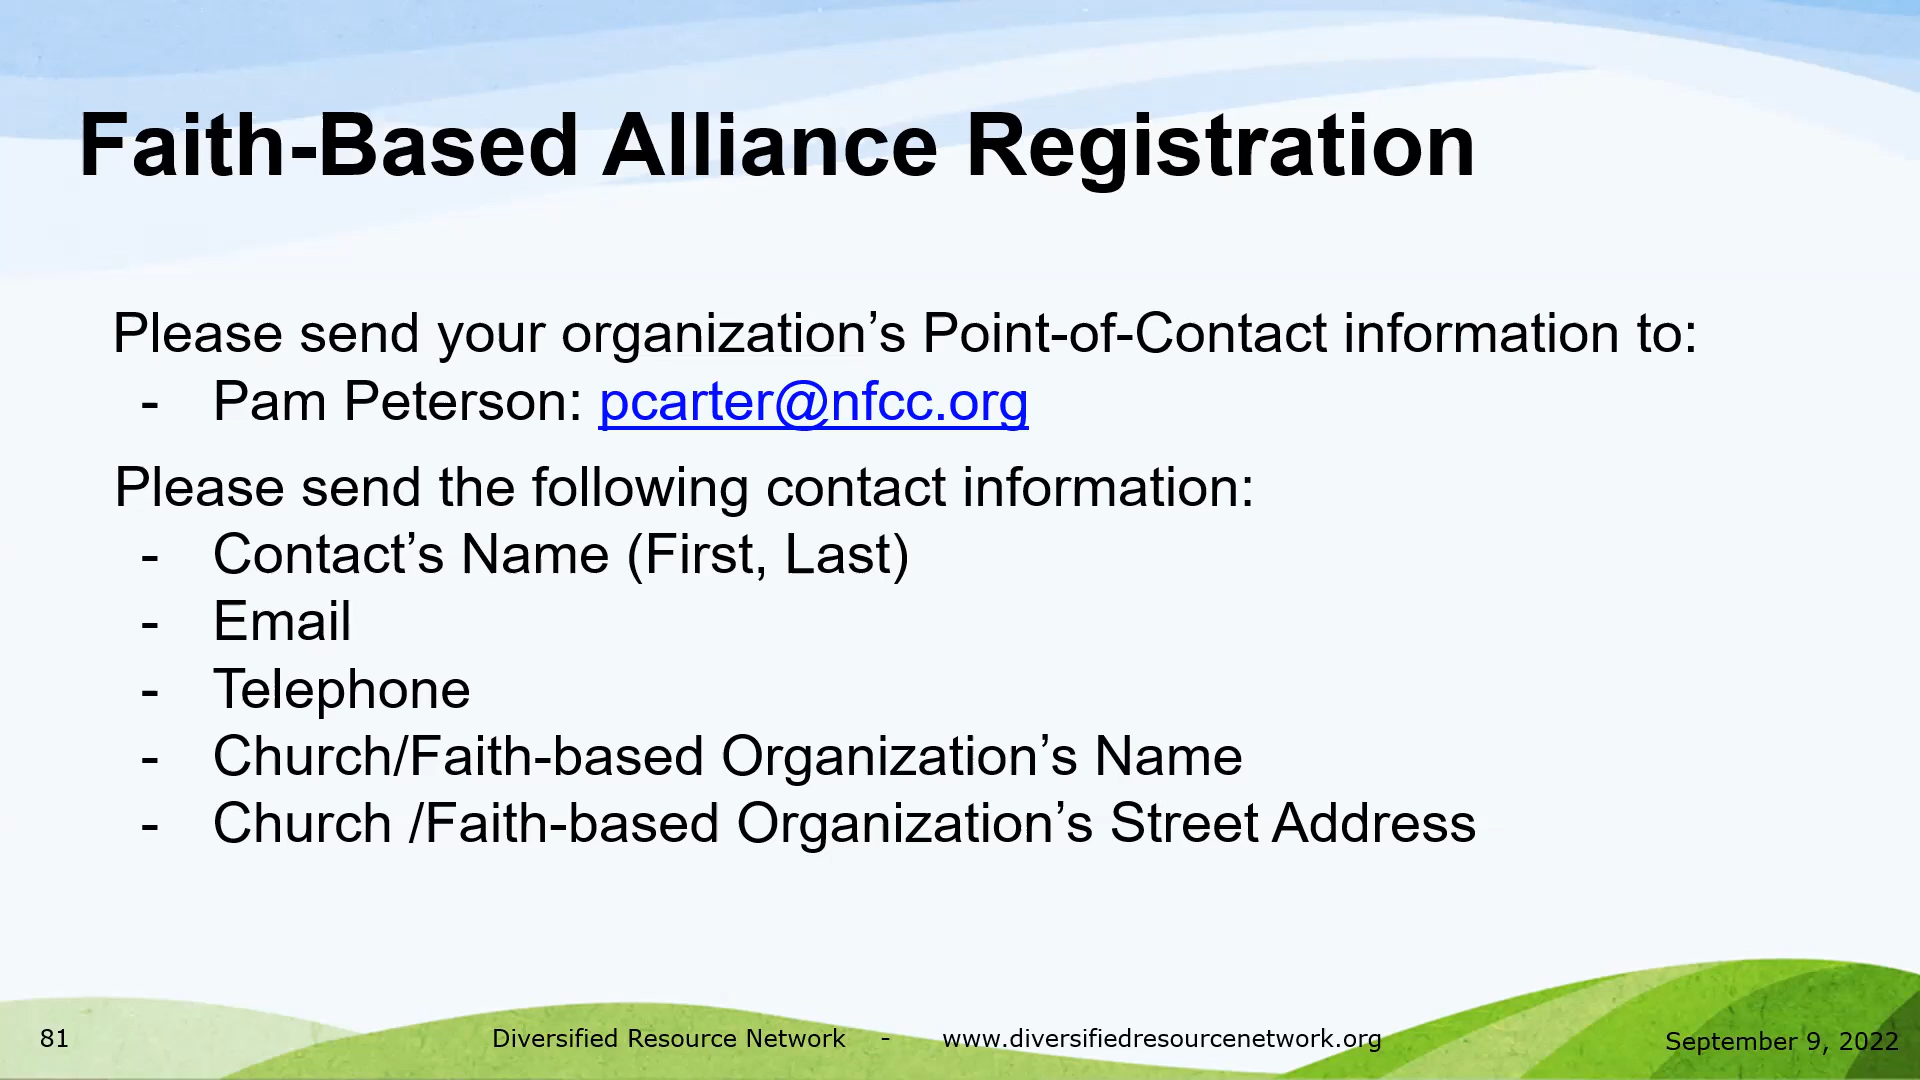 Faith-Based Alliance Registration
Please send your organization’s Point-of-Contact information to:
- Pam Peterson: pcarter@nfcc.org
Please send the following contact information:
- Contact’s Name (First, Last)
- Email
- Telephone
- Church/Faith-based Organization’s Name
- Church /Faith-based Organization’s Street Address
81 Diversified Resource Network - www.diversifiedresourcenetwork.org September 9, 2022